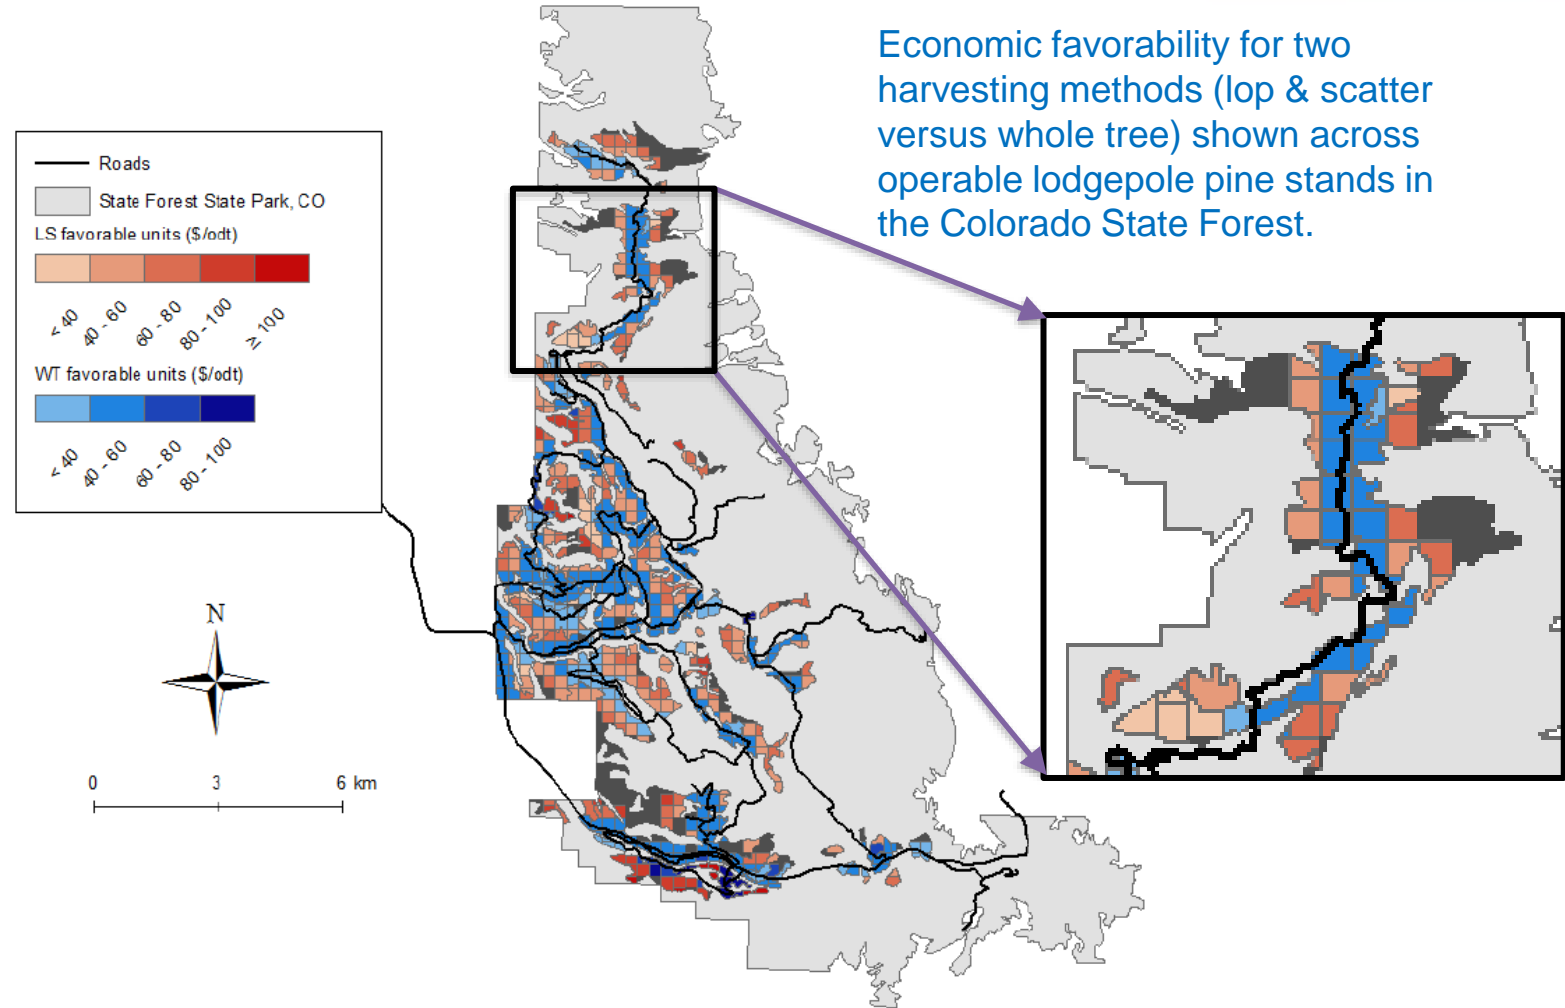 Economic favorability for two
harvesting methods (lop & scatter
versus whole tree) shown across
operable lodgepole pine stands in
the Colorado State Forest.
Roads
State Forest State Park, CO
LS favorable units ($/odt)
< 40
40 - 60
60 - 80
80 - 100
≥ 100
WT favorable units ($/odt)
< 40
40 - 60
60 - 80
80 - 100
N
0 3 6 km